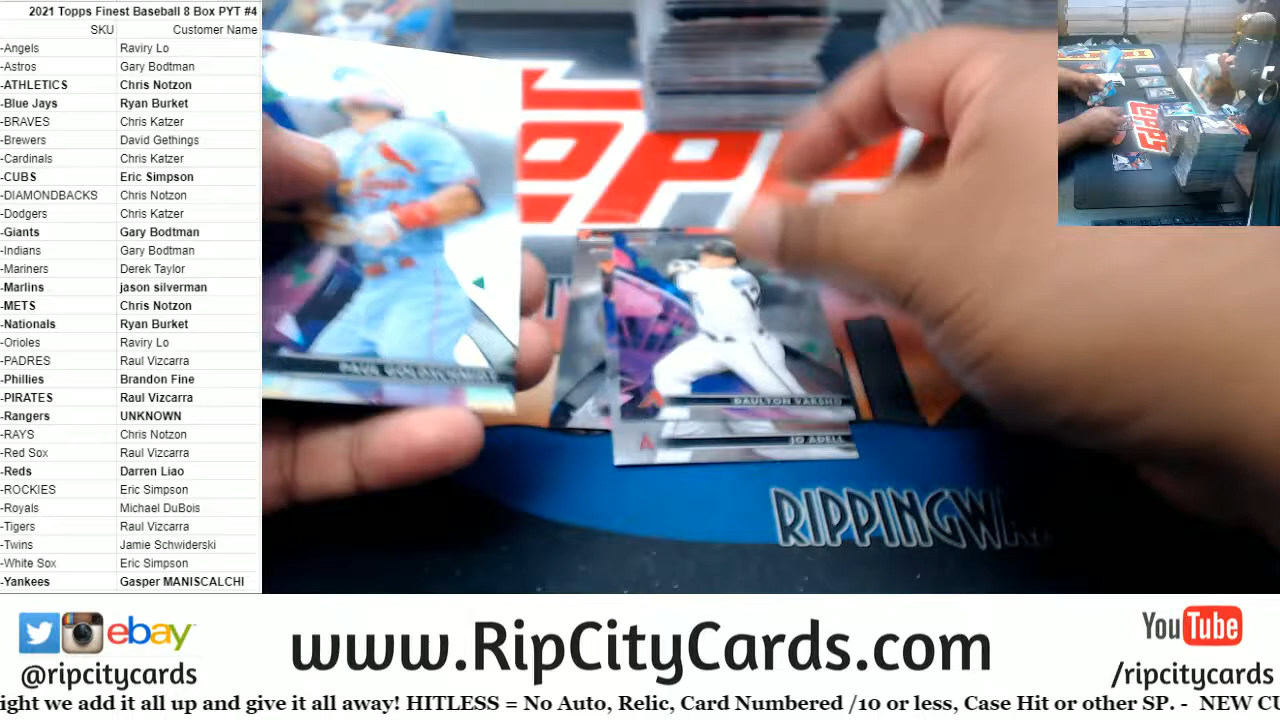 2021 Topps Finest Baseball 8 Box PYT #4
SKU Customer Name
-Angels Raviry Lo
-Astros Gary Bodtman
-ATHLETICS Chris Notzon
-Blue Jays Ryan Burket
-BRAVES Chris Katzer
-Brewers David Gethings
-Cardinals Chris Katzer
-CUBS Eric Simpson
-DIAMONDBACKS Chris Notzon
-Dodgers Chris Katzer
-Giants Gary Bodtman
-Indians Gary Bodtman
-Mariners Derek Taylor
-Marlins jason silverman
-METS Chris Notzon
-Nationals Ryan Burket
-Orioles Raviry Lo
-PADRES Raul Vizcarra
-Phillies Brandon Fine
-PIRATES Raul Vizcarra
-Rangers UNKNOWN
-RAYS Chris Notzon
-Red Sox Raul Vizcarra
-Reds Darren Liao
-ROCKIES Eric Simpson
-Royals Michael DuBois
-Tigers Raul Vizcarra
-Twins Jamie Schwiderski
-White Sox Eric Simpson
-Yankees Gasper MANISCALCHI
TOPPS
DAULTON VARSHO
JO ADELL
RIPPINGW
ebay
@ripcitycards
www.RipCityCards.com
YouTube
/ripcitycards
ight we add it all up and give it all away! HITLESS = No Auto, Relic, Card Numbered /10 or less, Case Hit or other SP. - NEW CU